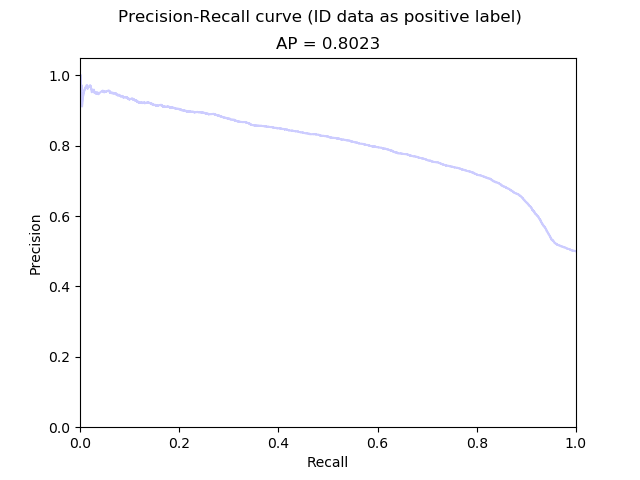 Precision-Recall curve (ID data as positive label)
AP = 0.8023
1.0
0.8
0.6
0.4
0.2
0.0
Precision
0.0 0.2 0.4 0.6 0.8 1.0
Recall